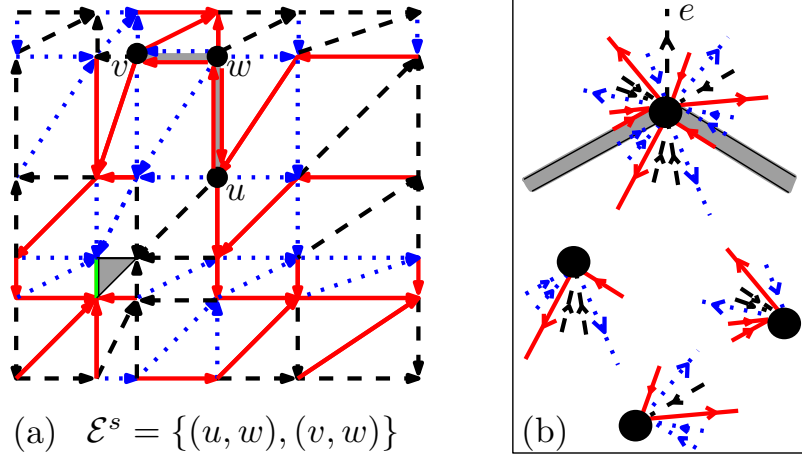 e
v
w
u
(a) ℰˢ = {(u, w), (v, w)}
(b)